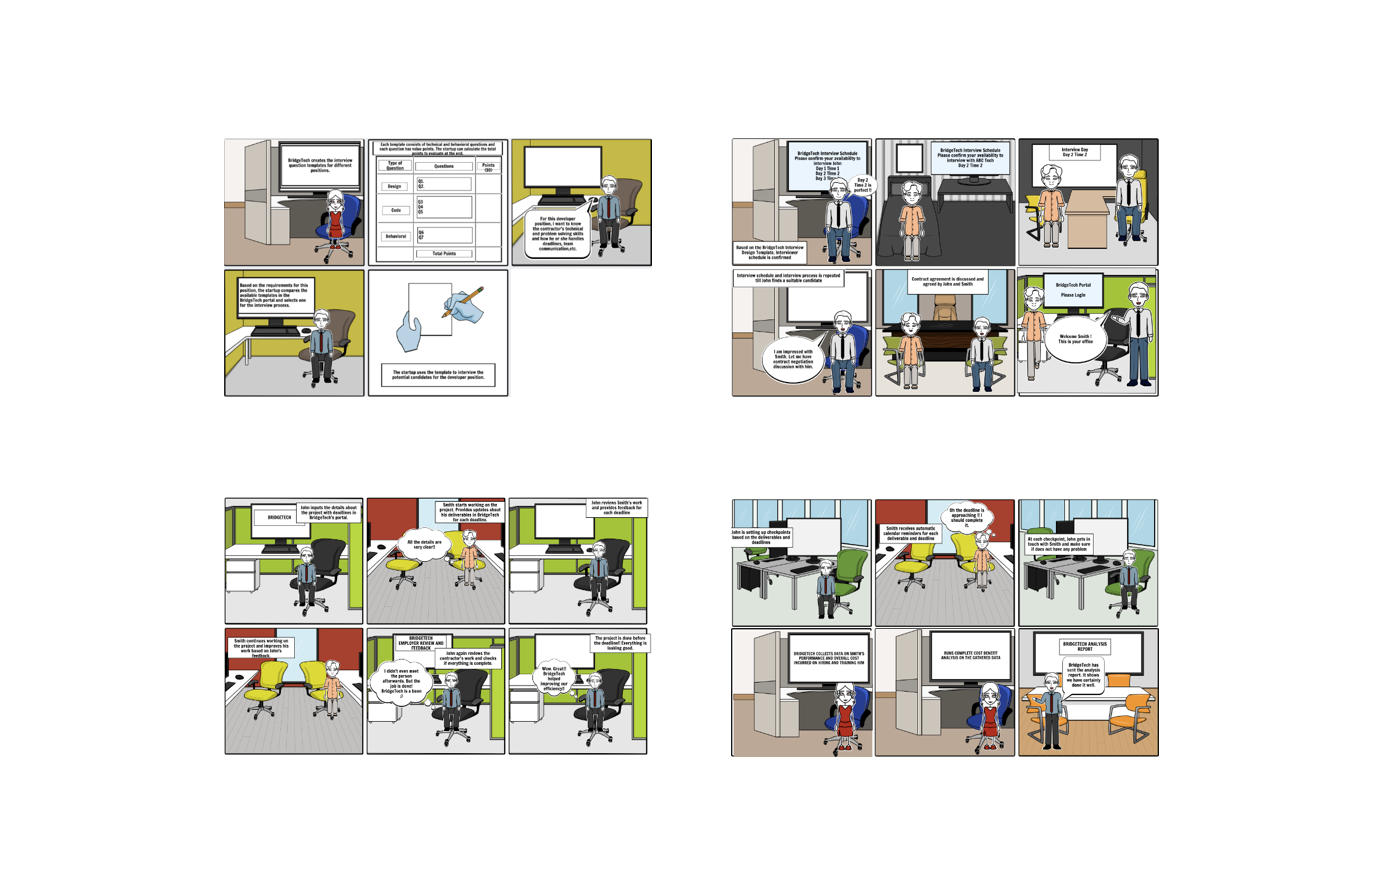 BridgeTech creates the interview
question templates for different
positions.
Each template consists of technical and behavioral questions and
each question has value points. The startup can calculate the total
points to evaluate at the end.
Type of
Question
Questions
Points
(10)
Design
Q1.
Q2.
Code
Q3
Q4
Q5
Behavioral
Q6
Q7
Total Points
For this developer
position, I want to know
the contractor's technical
and problem solving skills
and how he or she handles
deadlines, team
communication,etc.
Based on the requirements for this
position, the startup compares the
available templates in the
BridgeTech portal and selects one
for the interview process.
The startup uses the template to interview the
potential candidates for the developer position.
BridgeTech Interview Schedule
Please confirm your availability to
interview John
Day 1 Time 1
Day 2 Time 2
Day 3 Time
Day 2
Time 2 is
perfect !!
Based on the BridgeTech Interview
Design Template, Interviewer
schedule is confirmed
BridgeTech Interview Schedule
Please confirm your availability to
interview with ABC Tech
Day 2 Time 2
Interview Day
Day 2 Time 2
Interview schedule and interview process is repeated
till John finds a suitable candidate
I am impressed with
Smith. Let me have
contract negotiation
discussion with him.
Contract agreement is discussed and
agreed by John and Smith
BridgeTech Portal
Please Login
Welcome Smith !
This is your office
BRIDGETECH
John inputs the details about
the project with deadlines in
BridgeTech's portal.
Smith starts working on the
project. Provides updates about
his deliverables in BridgeTech
for each deadline.
All the details are
very clear!!
John reviews Smith's work
and provides feedback for
each deadline
Smith continues working on
the project and improves his
work based on John's
feedback.
BRIDGETECH
EMPLOYER REVIEW AND
FEEDBACK
John again reviews the
contractor's work and checks
if everything is complete.
I didn't even meet
the person
afterwards. But the
job is done!
BridgeTech is a boon
:)
The project is done before
the deadline! Everything is
looking good.
Wow. Great!!
BridgeTech
helped
improving our
efficiency!!
John is setting up checkpoints
based on the deliverables and
deadlines
Smith receives automatic
calendar reminders for each
deliverable and deadline
Oh the deadline is
approaching !! I
should complete
it.
At each checkpoint, John gets in
touch with Smith and make sure
if does not have any problem
BRIDGETECH COLLECTS DATA ON SMITH'S
PERFORMANCE AND OVERALL COST
INCURRED ON HIRING AND TRAINING HIM
RUNS COMPLETE COST BENEFIT
ANALYSIS ON THE GATHERED DATA
BRIDGETECH ANALYSIS
REPORT
BridgeTech has
sent the analysis
report. It shows
we have certainly
done it well.